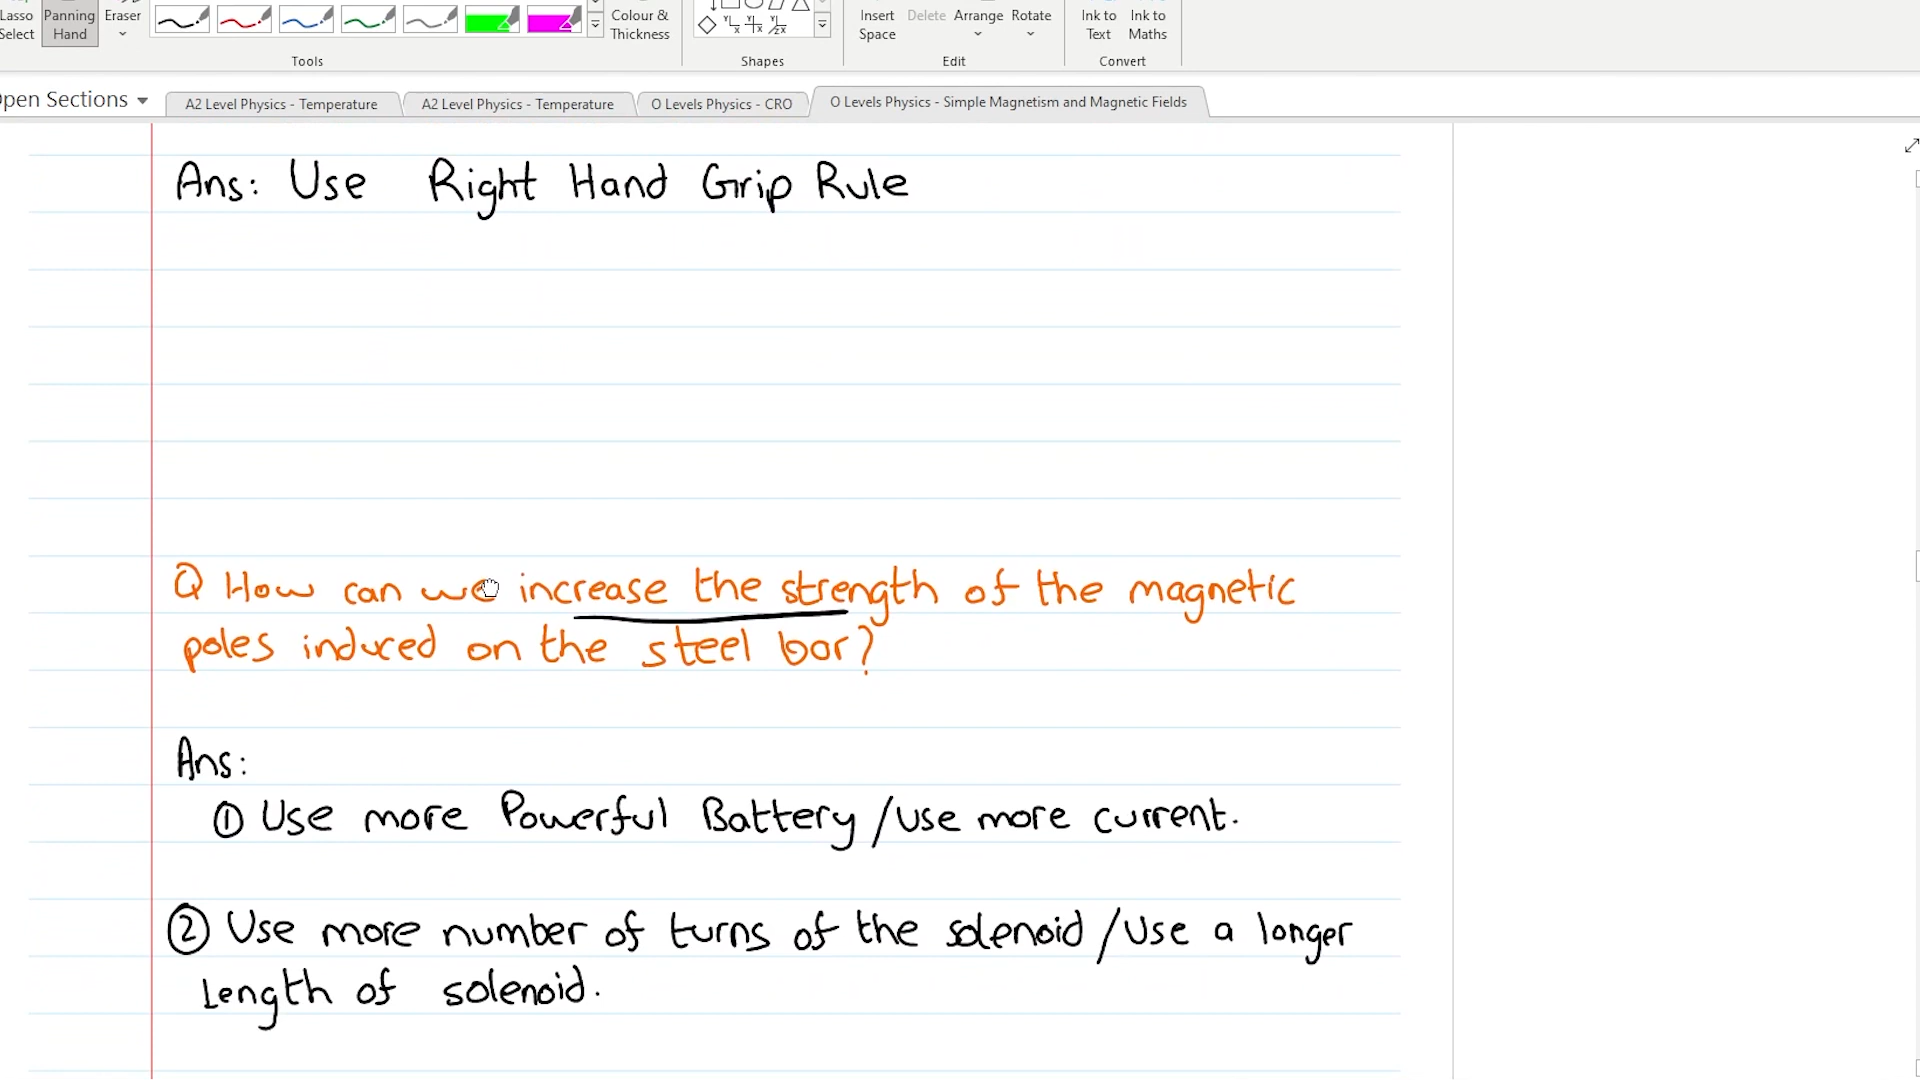 Lasso Panning Eraser Colour & Insert Delete Arrange Rotate Ink to Ink to
Select Hand Thickness Space Text Maths
Tools Shapes Edit Convert
Open Sections A2 Level Physics - Temperature A2 Level Physics - Temperature O Levels Physics - CRO O Levels Physics - Simple Magnetism and Magnetic Fields
Ans: Use Right Hand Grip Rule
Q How can we increase the strength of the magnetic
poles induced on the steel bar?
Ans:
① Use more Powerful Battery /Use more current.
② Use more number of turns of the solenoid /Use a longer
Length of solenoid.